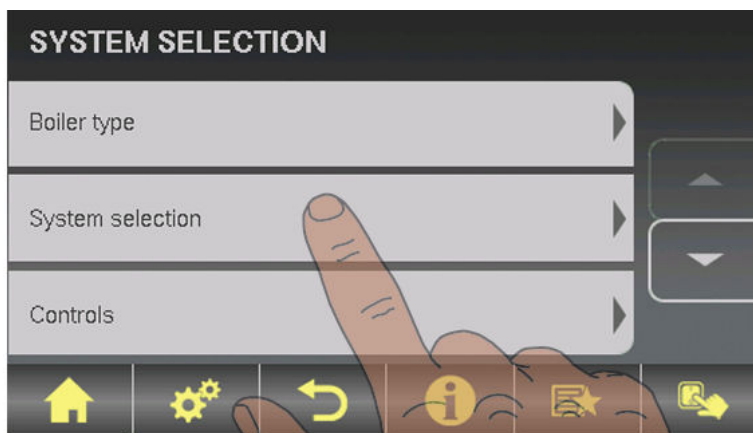 SYSTEM SELECTION
Boiler type
System selection
Controls